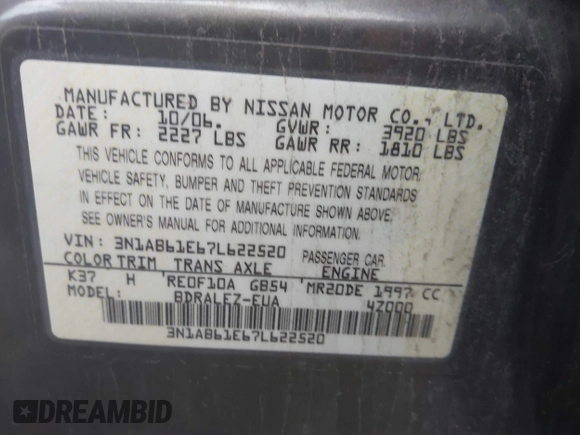 MANUFACTURED BY NISSAN MOTOR CO., LTD.
DATE: 10/06. GVWR: 3920 LBS
GAWR FR: 2227 LBS GAWR RR: 1810 LBS
THIS VEHICLE CONFORMS TO ALL APPLICABLE FEDERAL MOTOR
VEHICLE SAFETY, BUMPER AND THEFT PREVENTION STANDARDS
IN EFFECT ON THE DATE OF MANUFACTURE SHOWN ABOVE.
SEE OWNER'S MANUAL FOR ADDITIONAL INFORMATION.
VIN: 3N1AB61E67L622520 PASSENGER CAR.
COLOR TRIM TRANS AXLE ENGINE
K37 H RE0F10A GB54 MR20DE 1997 CC
MODEL: BDRALEZ-EUA 4Z000
3N1AB61E67L622520
DREAMBID